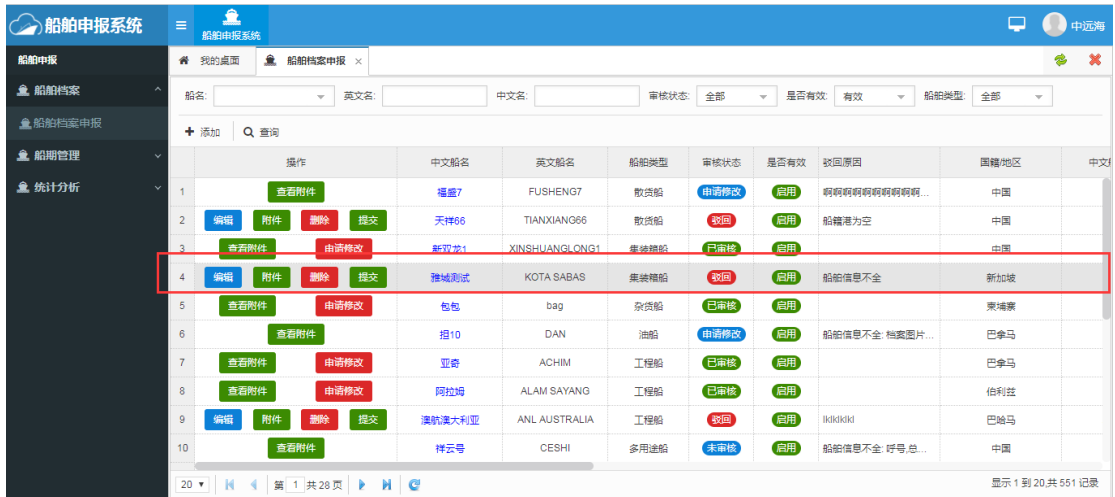 船舶申报系统
船舶申报系统
中远海
船舶申报
我的桌面 船舶档案申报 ×
船舶档案
船名: 英文名: 中文名: 审核状态: 全部 是否有效: 有效 船舶类型: 全部
船舶档案申报
添加 查询
船期管理
统计分析
操作 中文船名 英文船名 船舶类型 审核状态 是否有效 驳回原因 国籍/地区
1 查看附件 福盛7 FUSHENG7 散货船 申请修改 启用 啊啊啊啊啊啊啊啊啊啊... 中国
2 编辑 附件 删除 提交 天祥66 TIANXIANG66 散货船 驳回 启用 船籍港为空 中国
3 查看附件 申请修改 新双龙1 XINSHUANGLONG1 集装箱船 已审核 启用 中国
4 编辑 附件 删除 提交 雅城测试 KOTA SABAS 集装箱船 驳回 启用 船舶信息不全 新加坡
5 查看附件 申请修改 包包 bag 杂货船 已审核 启用 柬埔寨
6 查看附件 担10 DAN 油船 申请修改 启用 船舶信息不全: 档案图片... 巴拿马
7 查看附件 申请修改 亚奇 ACHIM 工程船 已审核 启用 巴拿马
8 查看附件 申请修改 阿拉姆 ALAM SAYANG 工程船 已审核 启用 伯利兹
9 编辑 附件 删除 提交 澳航澳大利亚 ANL AUSTRALIA 工程船 驳回 启用 lklklklkl 巴哈马
10 查看附件 祥云号 CESHI 多用途船 未审核 启用 船舶信息不全: 呼号,总... 中国
20 第 1 共28页 显示 1 到 20,共 551 记录